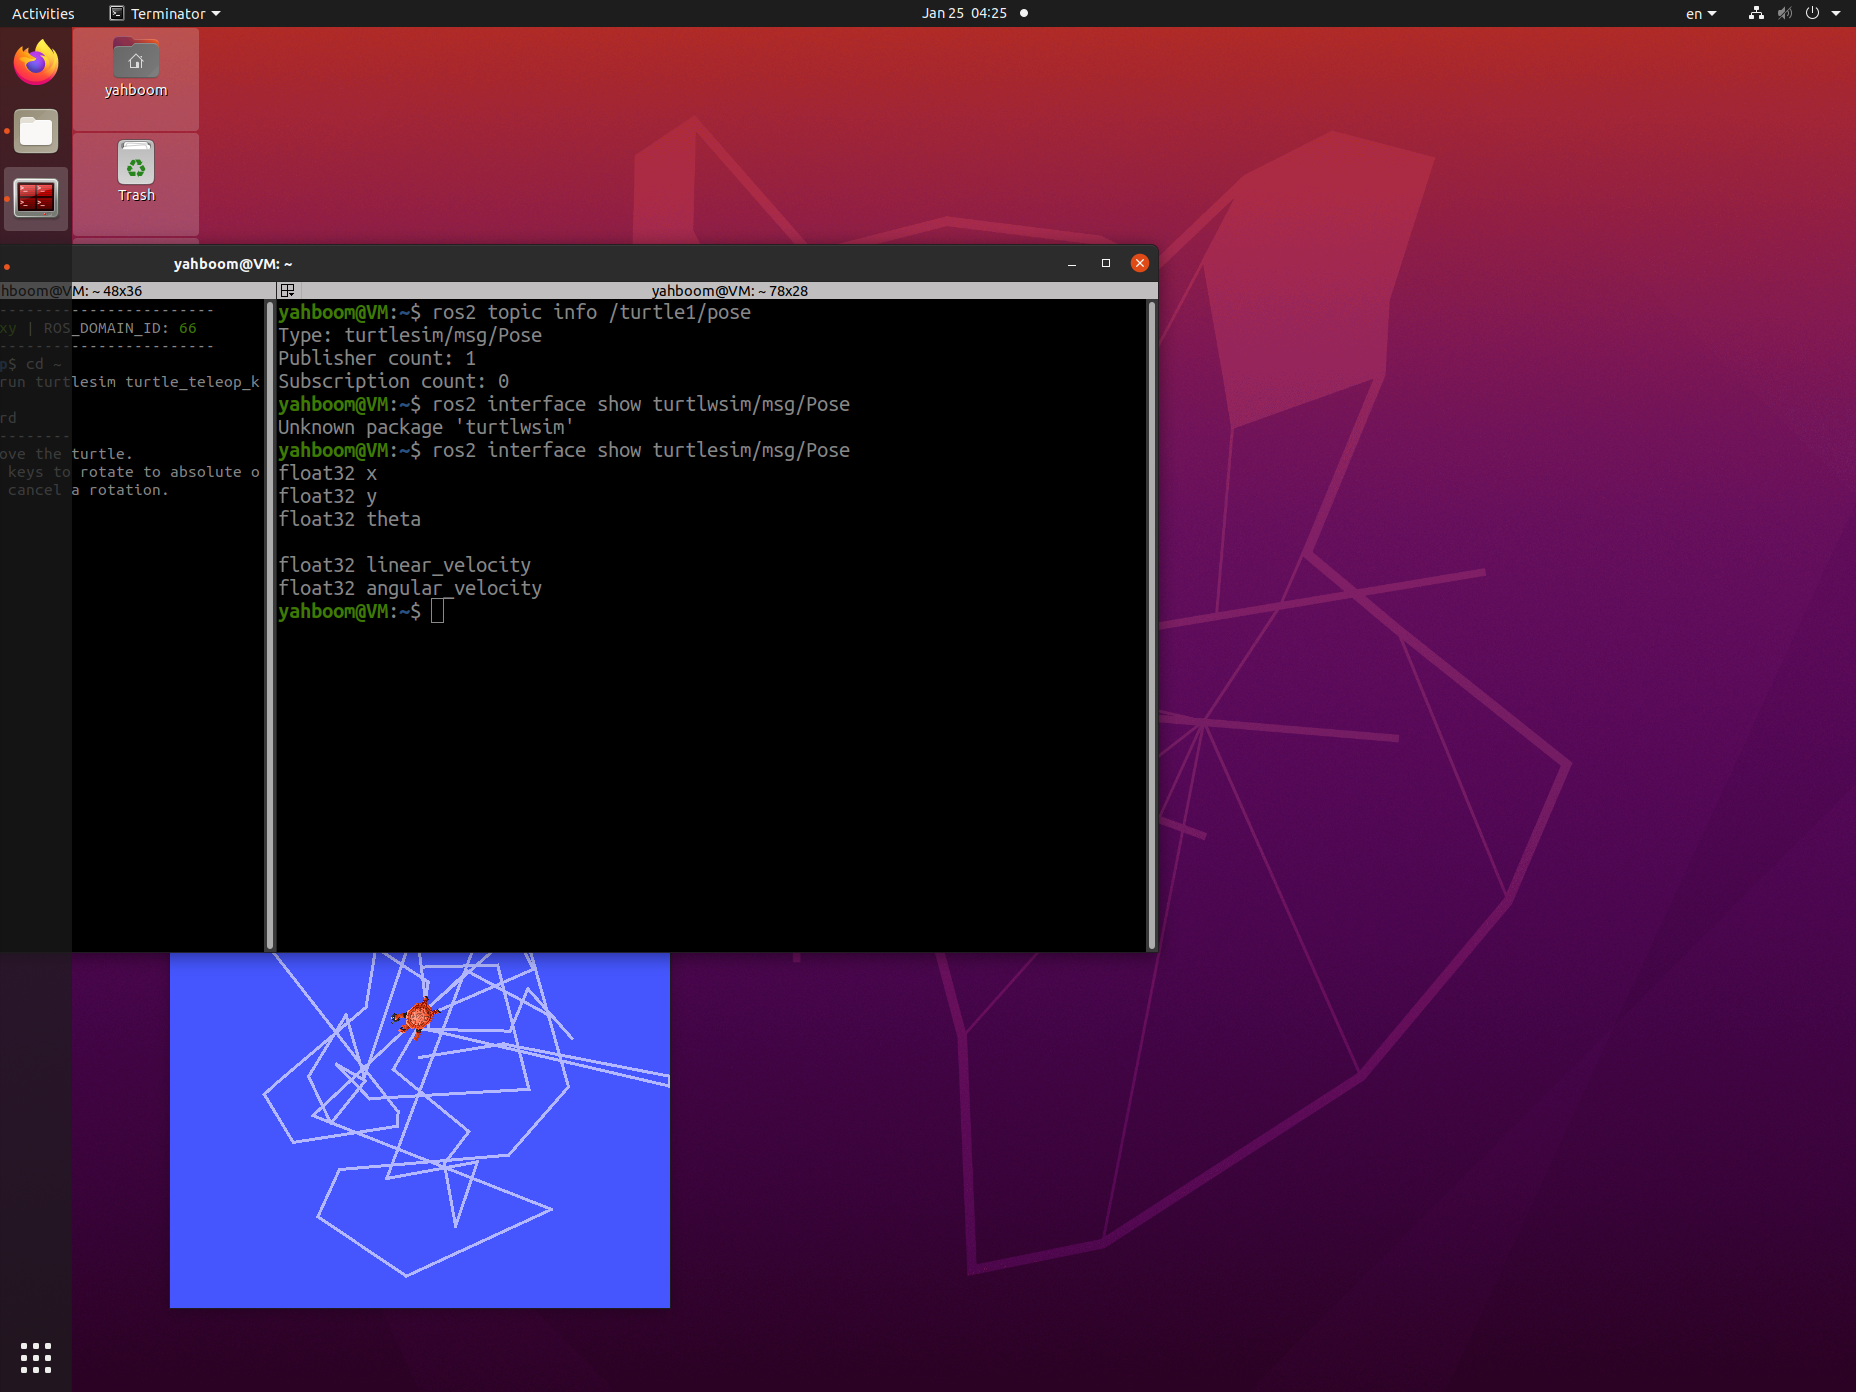 Activities
Terminator
Jan 25 04:25
en
yahboom
Trash
yahboom@VM: ~
hboom@VM: ~ 48x36
------------------------
xy | ROS_DOMAIN_ID: 66
------------------------
p$ cd ~
run turtlesim turtle_teleop_k
rd
--------
ove the turtle.
keys to rotate to absolute o
cancel a rotation.
yahboom@VM: ~ 78x28
yahboom@VM:~$ ros2 topic info /turtle1/pose
Type: turtlesim/msg/Pose
Publisher count: 1
Subscription count: 0
yahboom@VM:~$ ros2 interface show turtlwsim/msg/Pose
Unknown package 'turtlwsim'
yahboom@VM:~$ ros2 interface show turtlesim/msg/Pose
float32 x
float32 y
float32 theta
float32 linear_velocity
float32 angular_velocity
yahboom@VM:~$